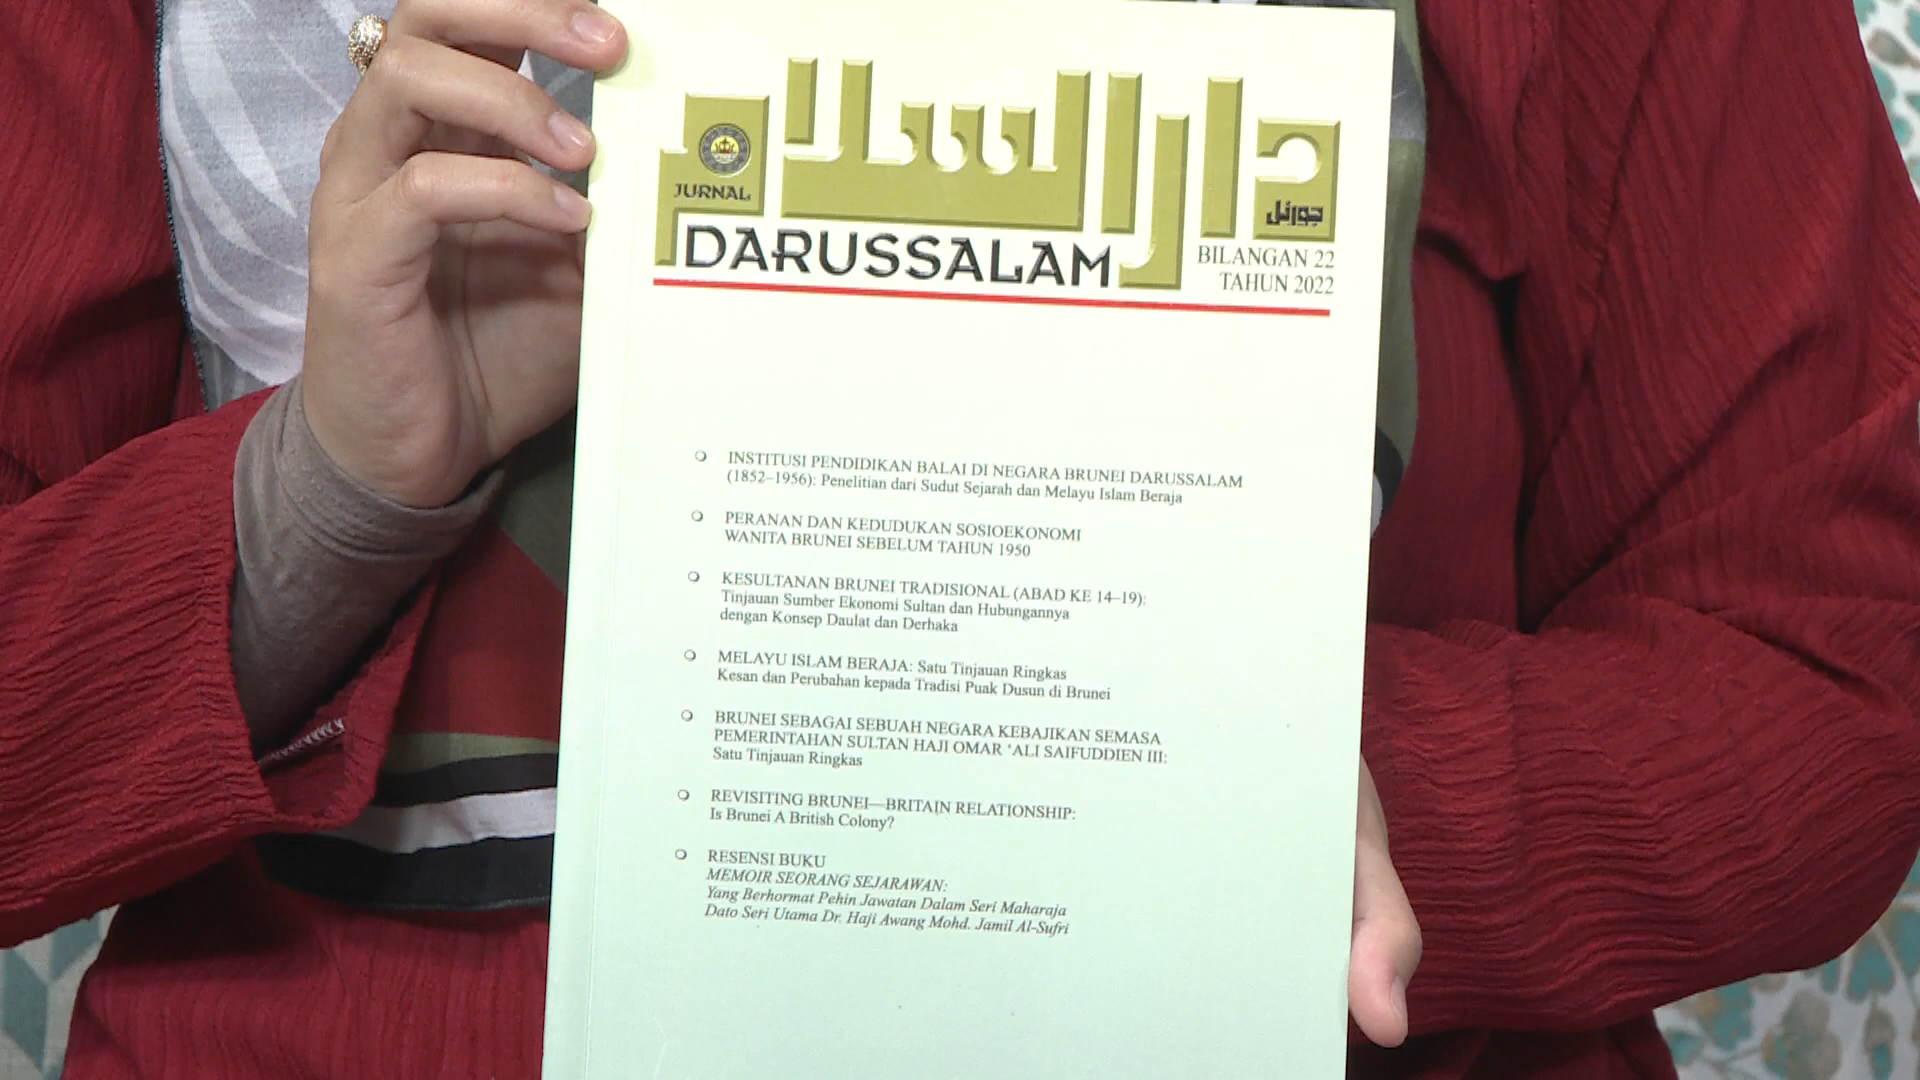 دارالسلام
JURNAL
جورنل
DARUSSALAM
BILANGAN 22
TAHUN 2022
INSTITUSI PENDIDIKAN BALAI DI NEGARA BRUNEI DARUSSALAM
(1852–1956): Penelitian dari Sudut Sejarah dan Melayu Islam Beraja
PERANAN DAN KEDUDUKAN SOSIOEKONOMI
WANITA BRUNEI SEBELUM TAHUN 1950
KESULTANAN BRUNEI TRADISIONAL (ABAD KE 14–19):
Tinjauan Sumber Ekonomi Sultan dan Hubungannya
dengan Konsep Daulat dan Derhaka
MELAYU ISLAM BERAJA: Satu Tinjauan Ringkas
Kesan dan Perubahan kepada Tradisi Puak Dusun di Brunei
BRUNEI SEBAGAI SEBUAH NEGARA KEBAJIKAN SEMASA
PEMERINTAHAN SULTAN HAJI OMAR ‘ALI SAIFUDDIEN III:
Satu Tinjauan Ringkas
REVISITING BRUNEI—BRITAIN RELATIONSHIP:
Is Brunei A British Colony?
RESENSI BUKU
MEMOIR SEORANG SEJARAWAN:
Yang Berhormat Pehin Jawatan Dalam Seri Maharaja
Dato Seri Utama Dr. Haji Awang Mohd. Jamil Al-Sufri